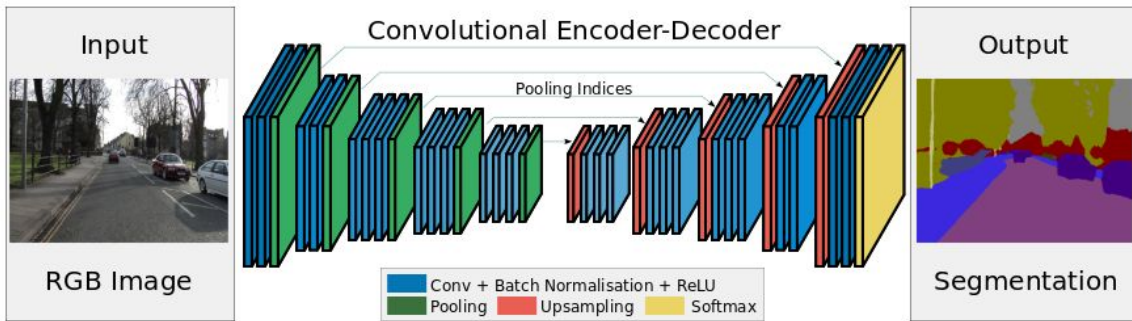 Input
RGB Image
Convolutional Encoder-Decoder
Pooling Indices
Conv + Batch Normalisation + ReLU
Pooling Upsampling Softmax
Output
Segmentation